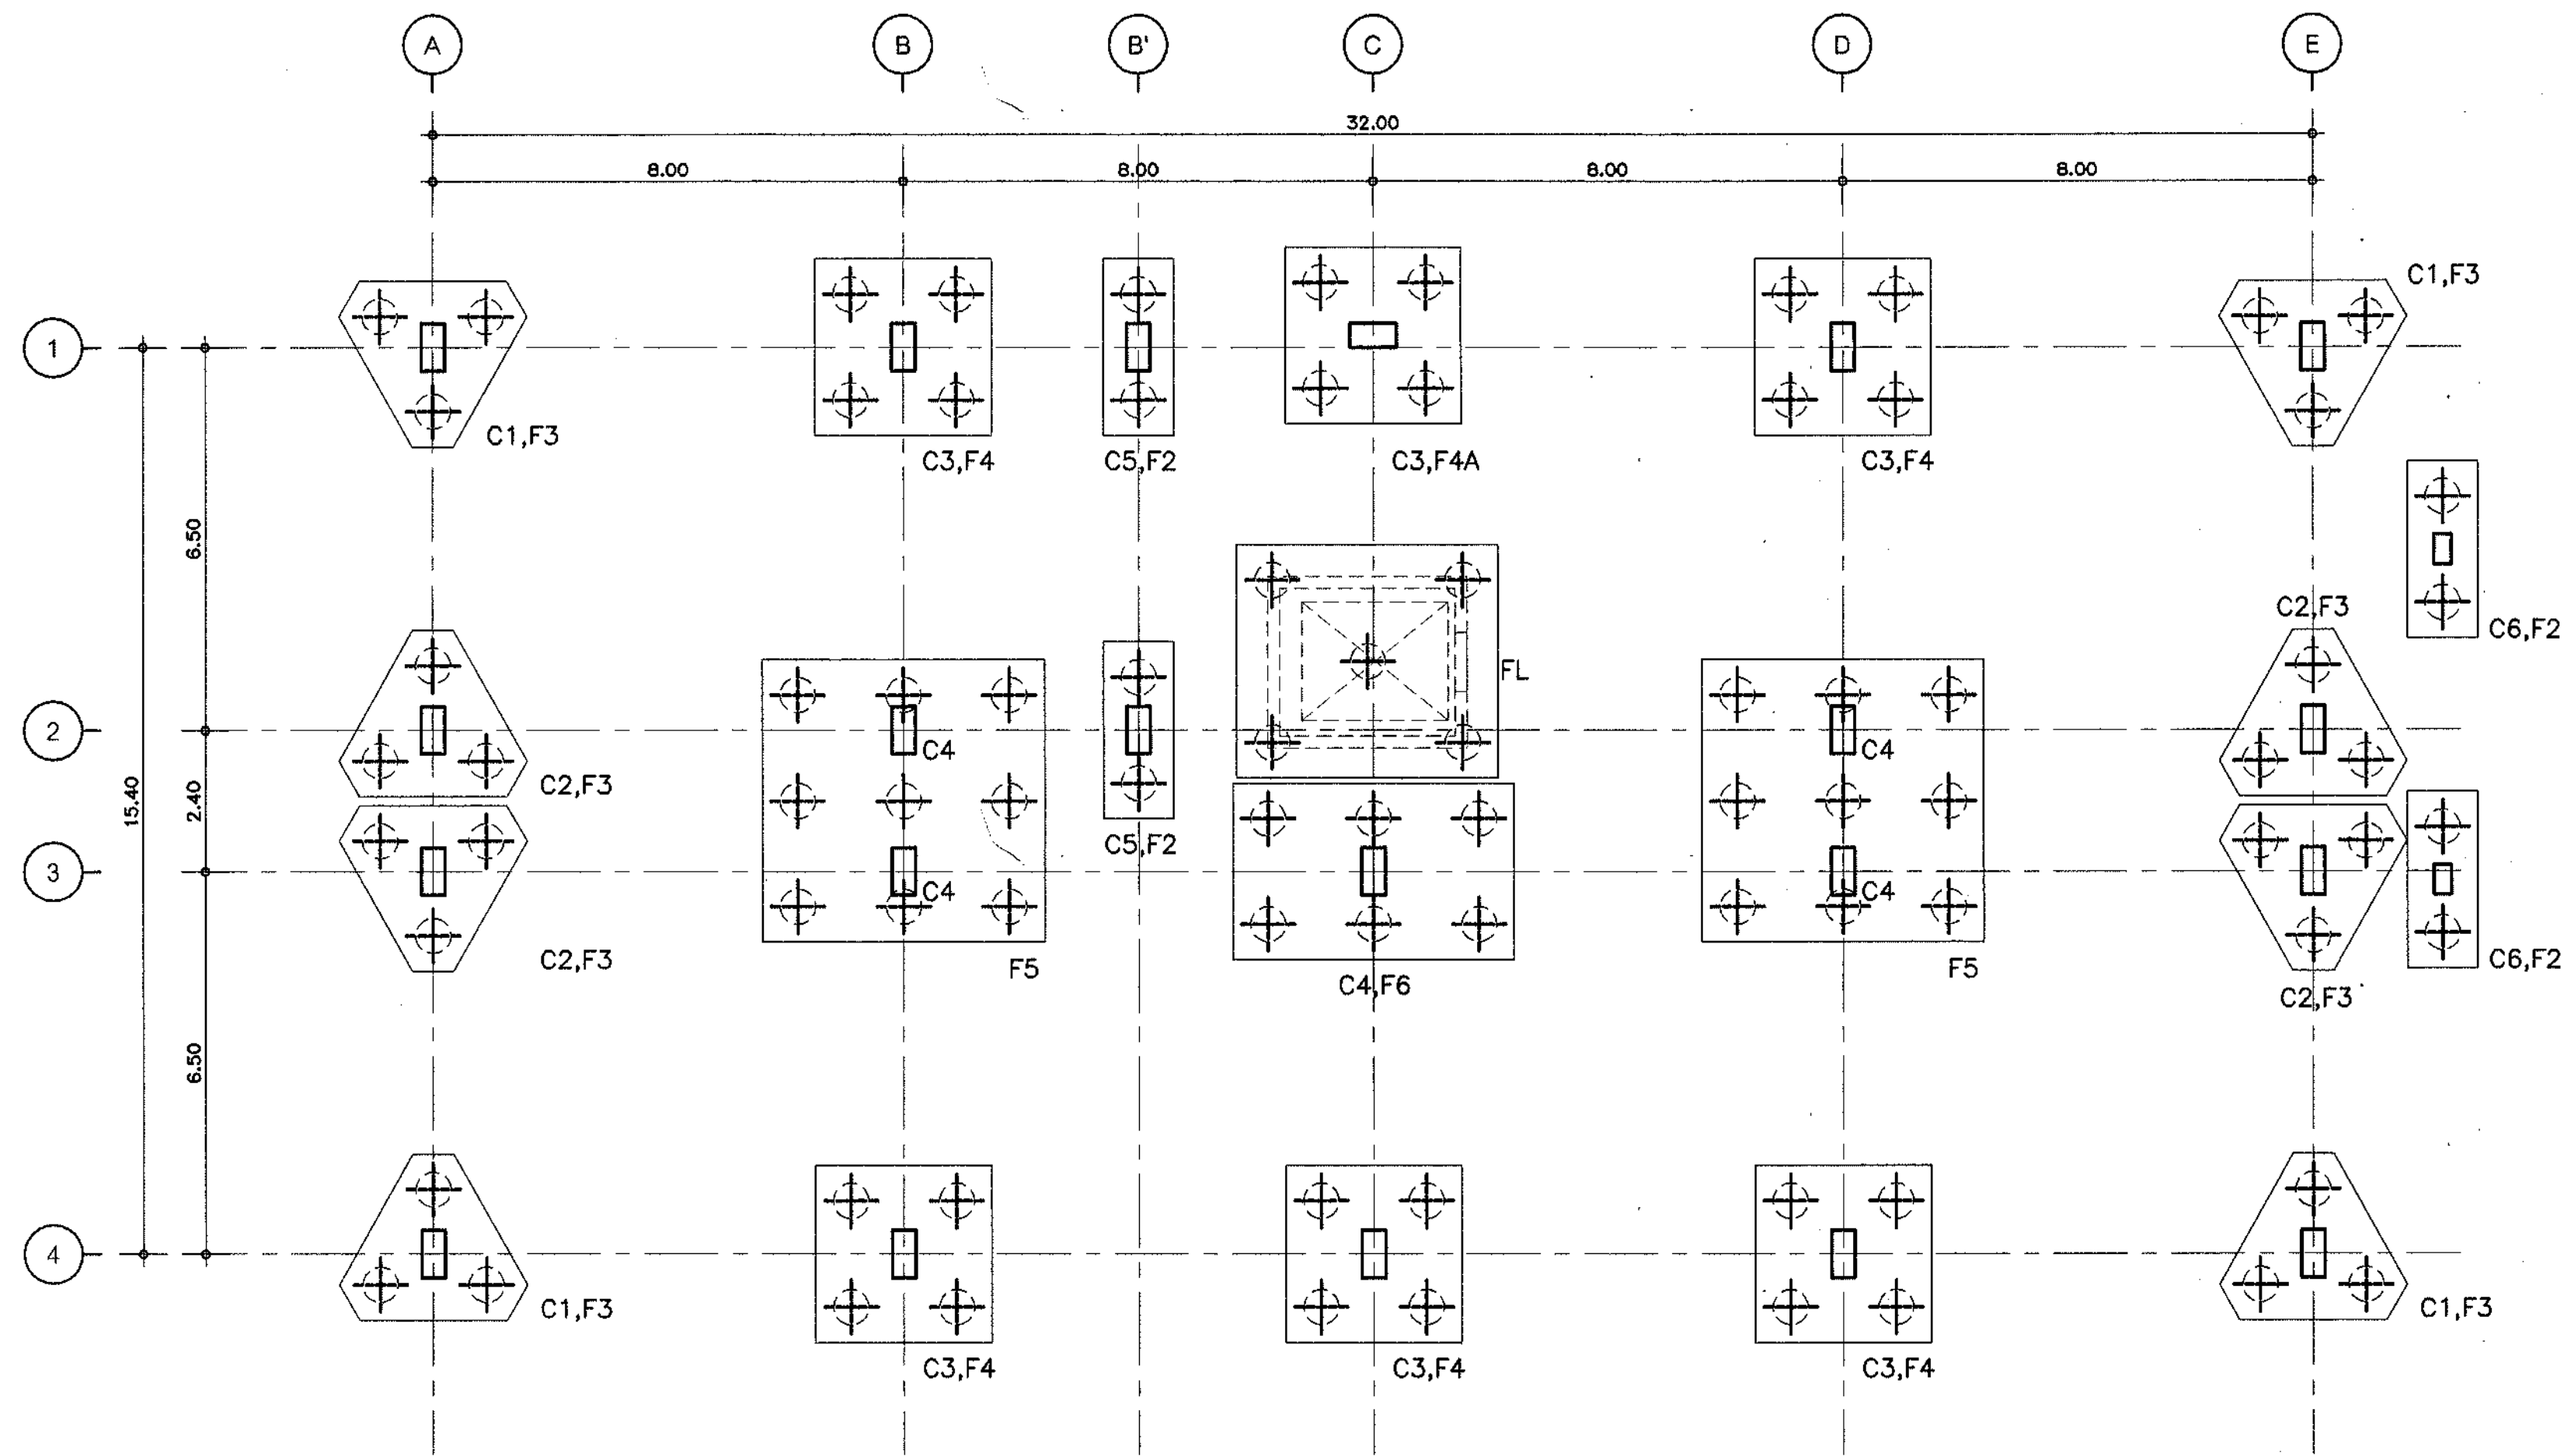 A B B' C D E
32.00
8.00 8.00 8.00 8.00
C1,F3
1
C1,F3
C3,F4 C5,F2 C3,F4A C3,F4
6.50
C2,F3
C6,F2
FL
2
C4 C4
C2,F3
15.40
2.40
C5,F2
3
C4 C4
C2,F3
F5 F5
C6,F2
C4,F6
C2,F3
6.50
4
C1,F3 C1,F3
C3,F4 C3,F4 C3,F4